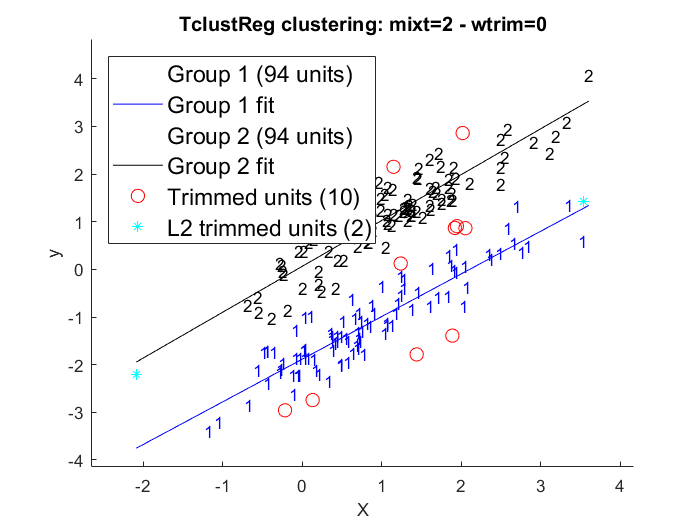 TclustReg clustering: mixt=2 - wtrim=0
Group 1 (94 units)
Group 1 fit
Group 2 (94 units)
Group 2 fit
Trimmed units (10)
L2 trimmed units (2)
4
3
2
1
0
-1
-2
-3
-4
y
-2
-1
0
1
2
3
4
X